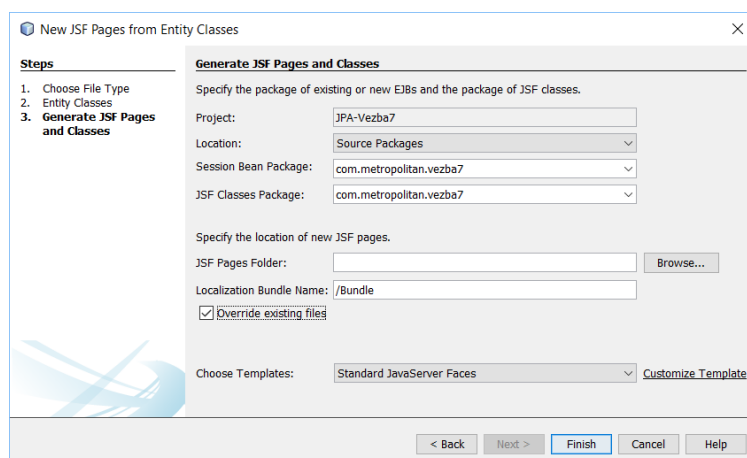 New JSF Pages from Entity Classes
Steps
1. Choose File Type
2. Entity Classes
3. Generate JSF Pages
and Classes
Generate JSF Pages and Classes
Specify the package of existing or new EJBs and the package of JSF classes.
Project: JPA-Vezba7
Location: Source Packages
Session Bean Package: com.metropolitan.vezba7
JSF Classes Package: com.metropolitan.vezba7
Specify the location of new JSF pages.
JSF Pages Folder: Browse...
Localization Bundle Name: /Bundle
Override existing files
Choose Templates: Standard JavaServer Faces Customize Template
< Back Next > Finish Cancel Help